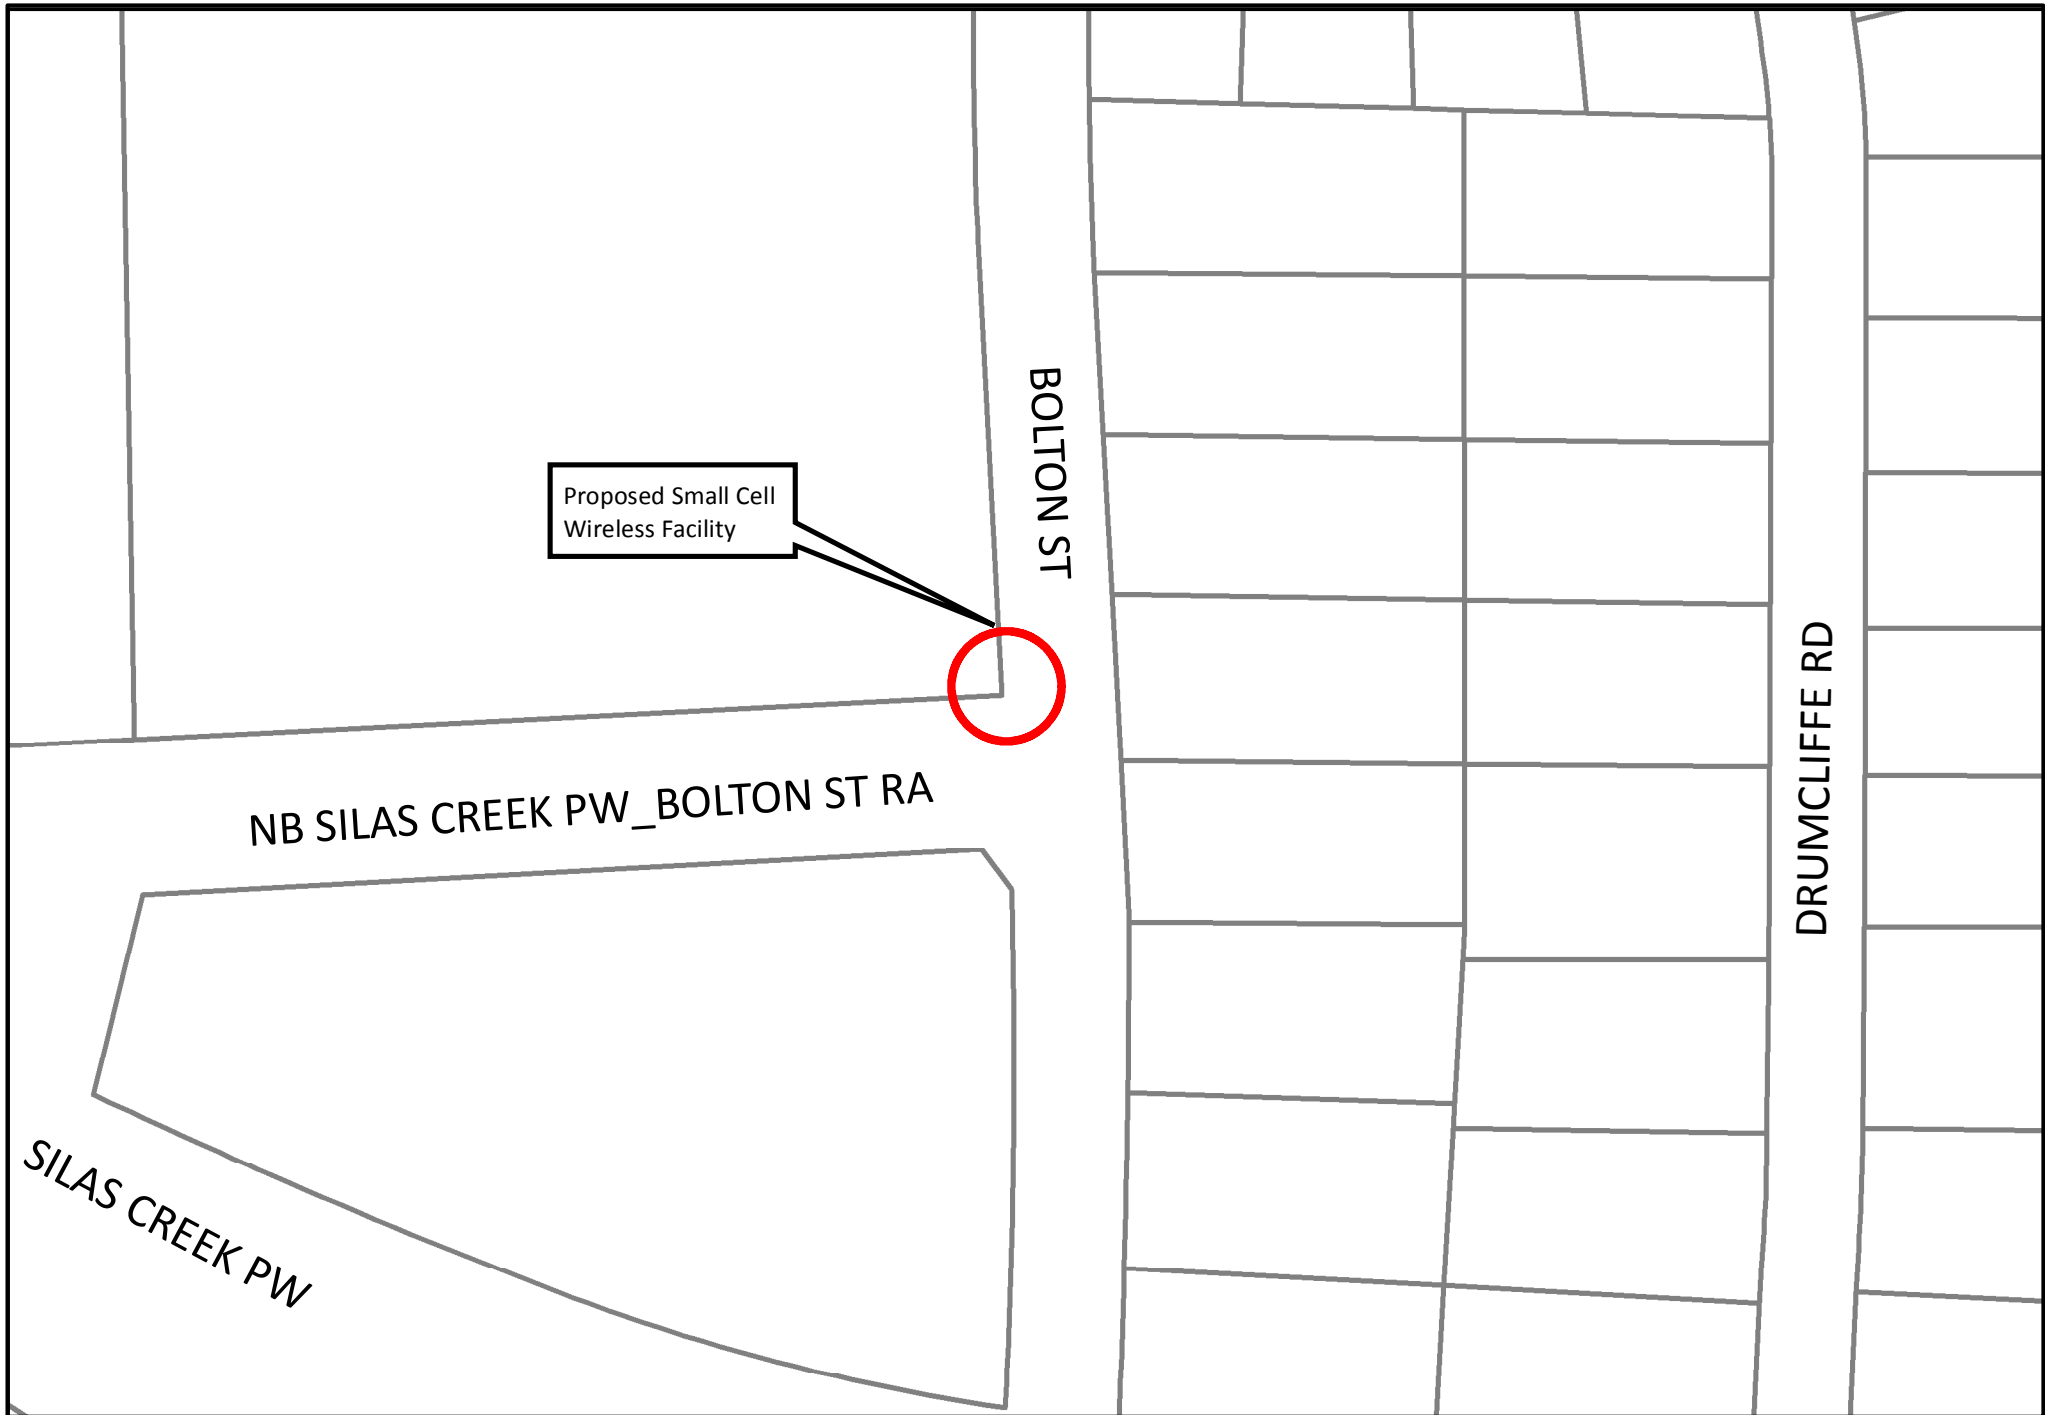 BOLTON ST
Proposed Small Cell
Wireless Facility
DRUMCLIFFE RD
NB SILAS CREEK PW_BOLTON ST RA
SILAS CREEK PW